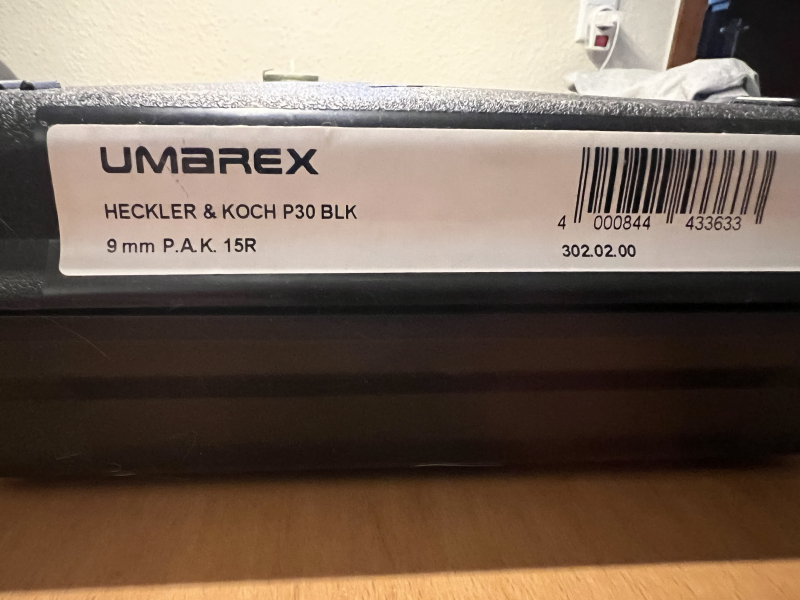 UMAREX
HECKLER & KOCH P30 BLK
9 mm P.A.K. 15R
4 000844 433633
302.02.00